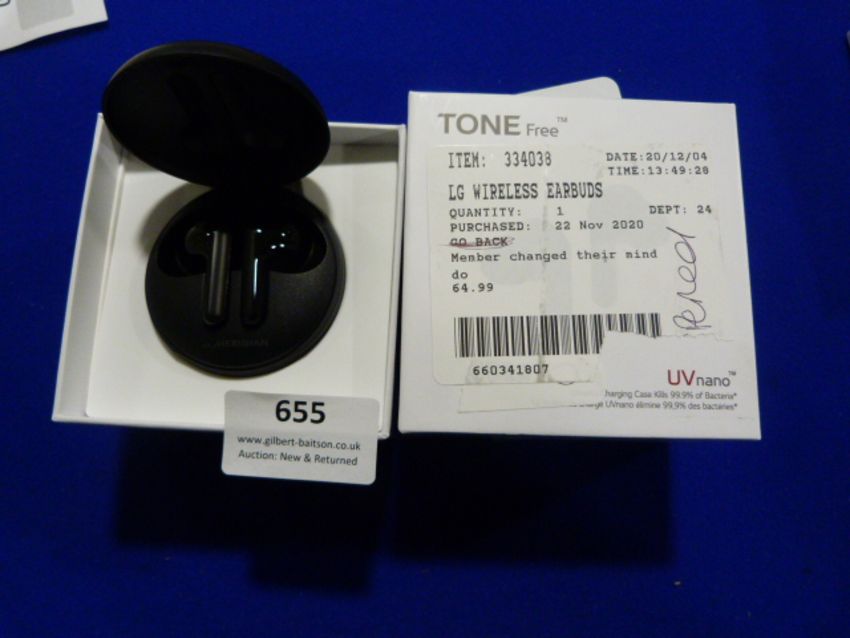 TONE Free™
ITEM: 334038 DATE:20/12/04
TIME:13:49:28
LG WIRELESS EARBUDS
QUANTITY: 1 DEPT: 24
PURCHASED: 22 Nov 2020
GO BACK
Member changed their mind
do
64.99
660341807
UVnano™
harging Case Kills 99.9% of Bacteria*
UVnano élimine 99,9% des bactéries*
MERIDIAN
655
www.gilbert-baitson.co.uk
Auction: New & Returned